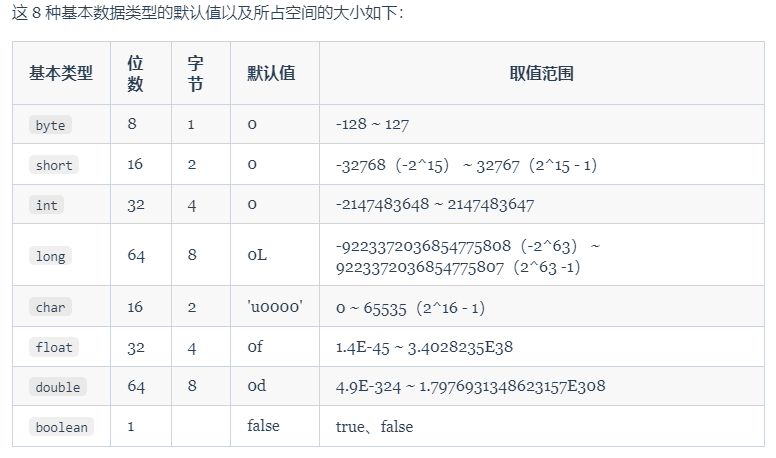 这 8 种基本数据类型的默认值以及所占空间的大小如下：
基本类型 位数 字节 默认值 取值范围
byte 8 1 0 -128 ~ 127
short 16 2 0 -32768（-2^15） ~ 32767（2^15 - 1）
int 32 4 0 -2147483648 ~ 2147483647
long 64 8 0L -9223372036854775808（-2^63） ~
9223372036854775807（2^63 -1）
char 16 2 'u0000' 0 ~ 65535（2^16 - 1）
float 32 4 0f 1.4E-45 ~ 3.4028235E38
double 64 8 0d 4.9E-324 ~ 1.7976931348623157E308
boolean 1 false true、false